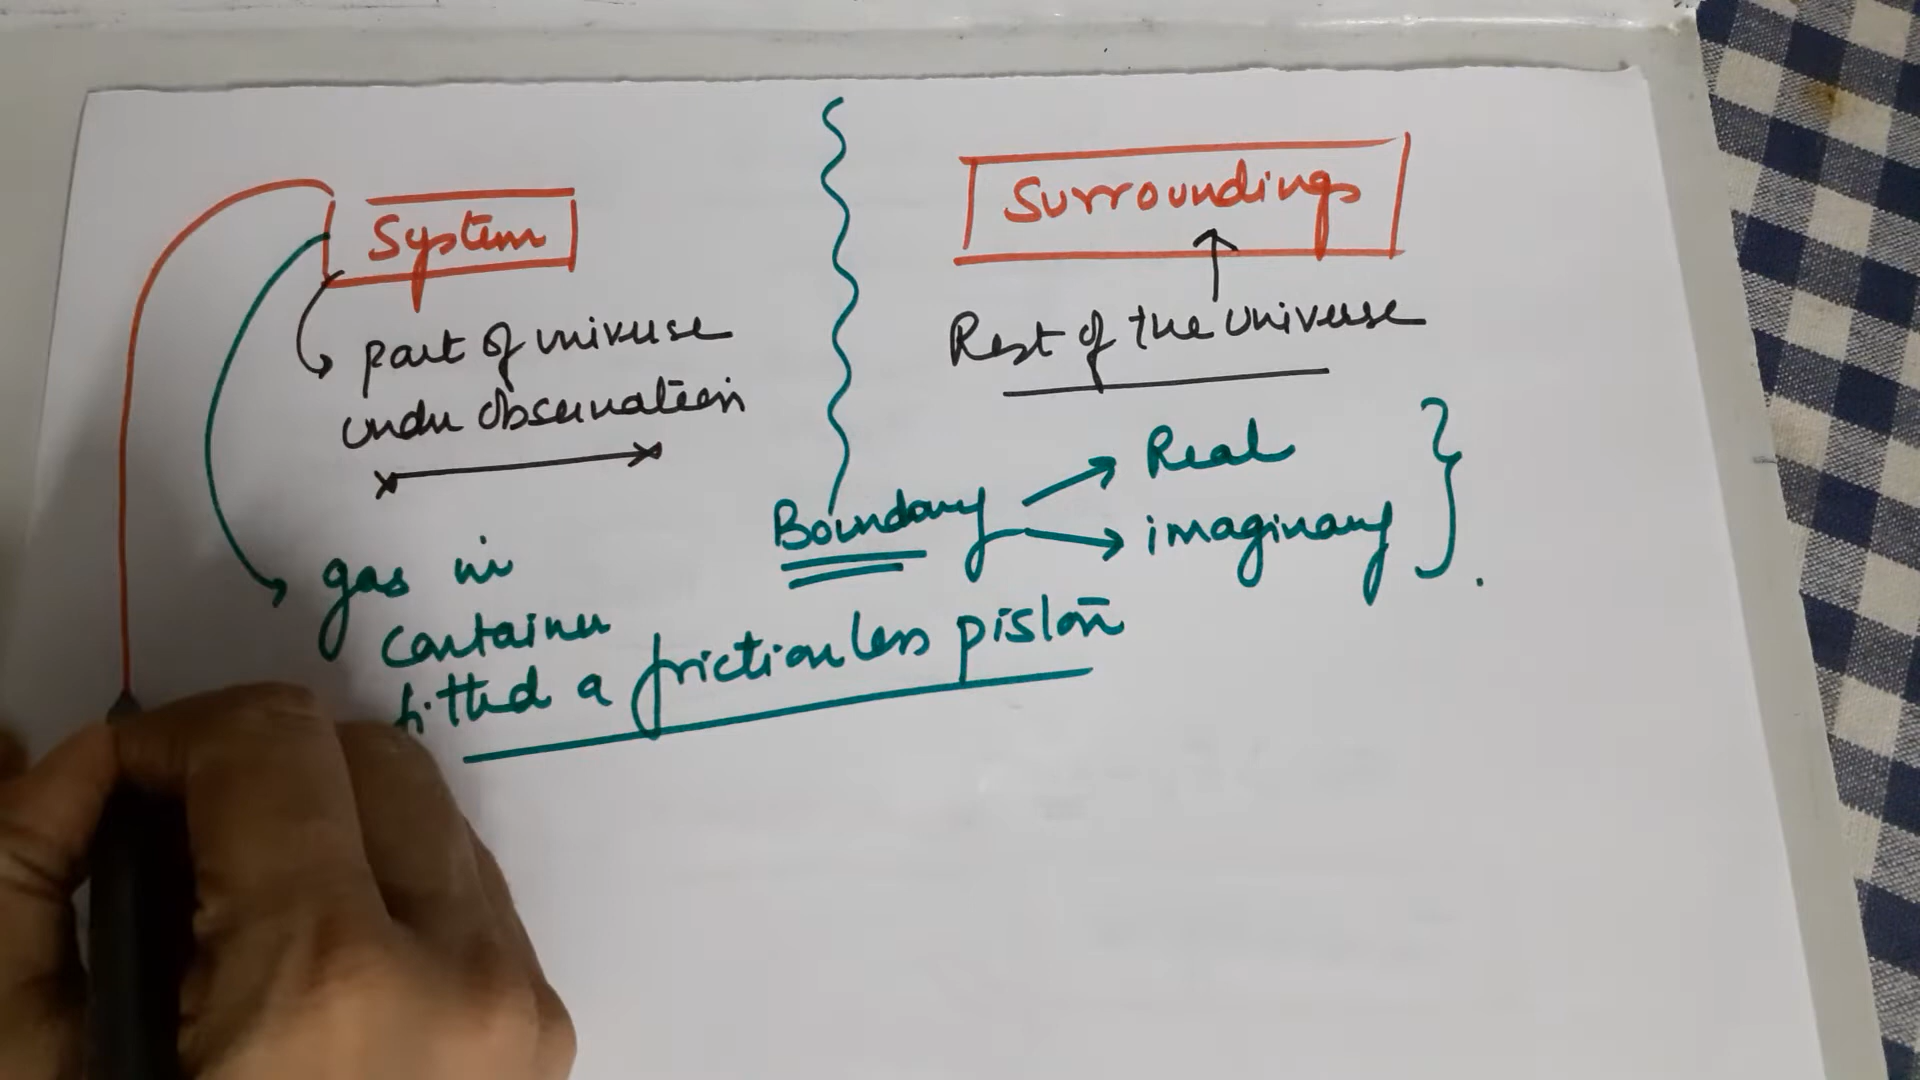 System
part of universe
under observation
Surroundings
Rest of the universe
Boundary
Real
imaginary
gas in
container
fitted a frictionless piston